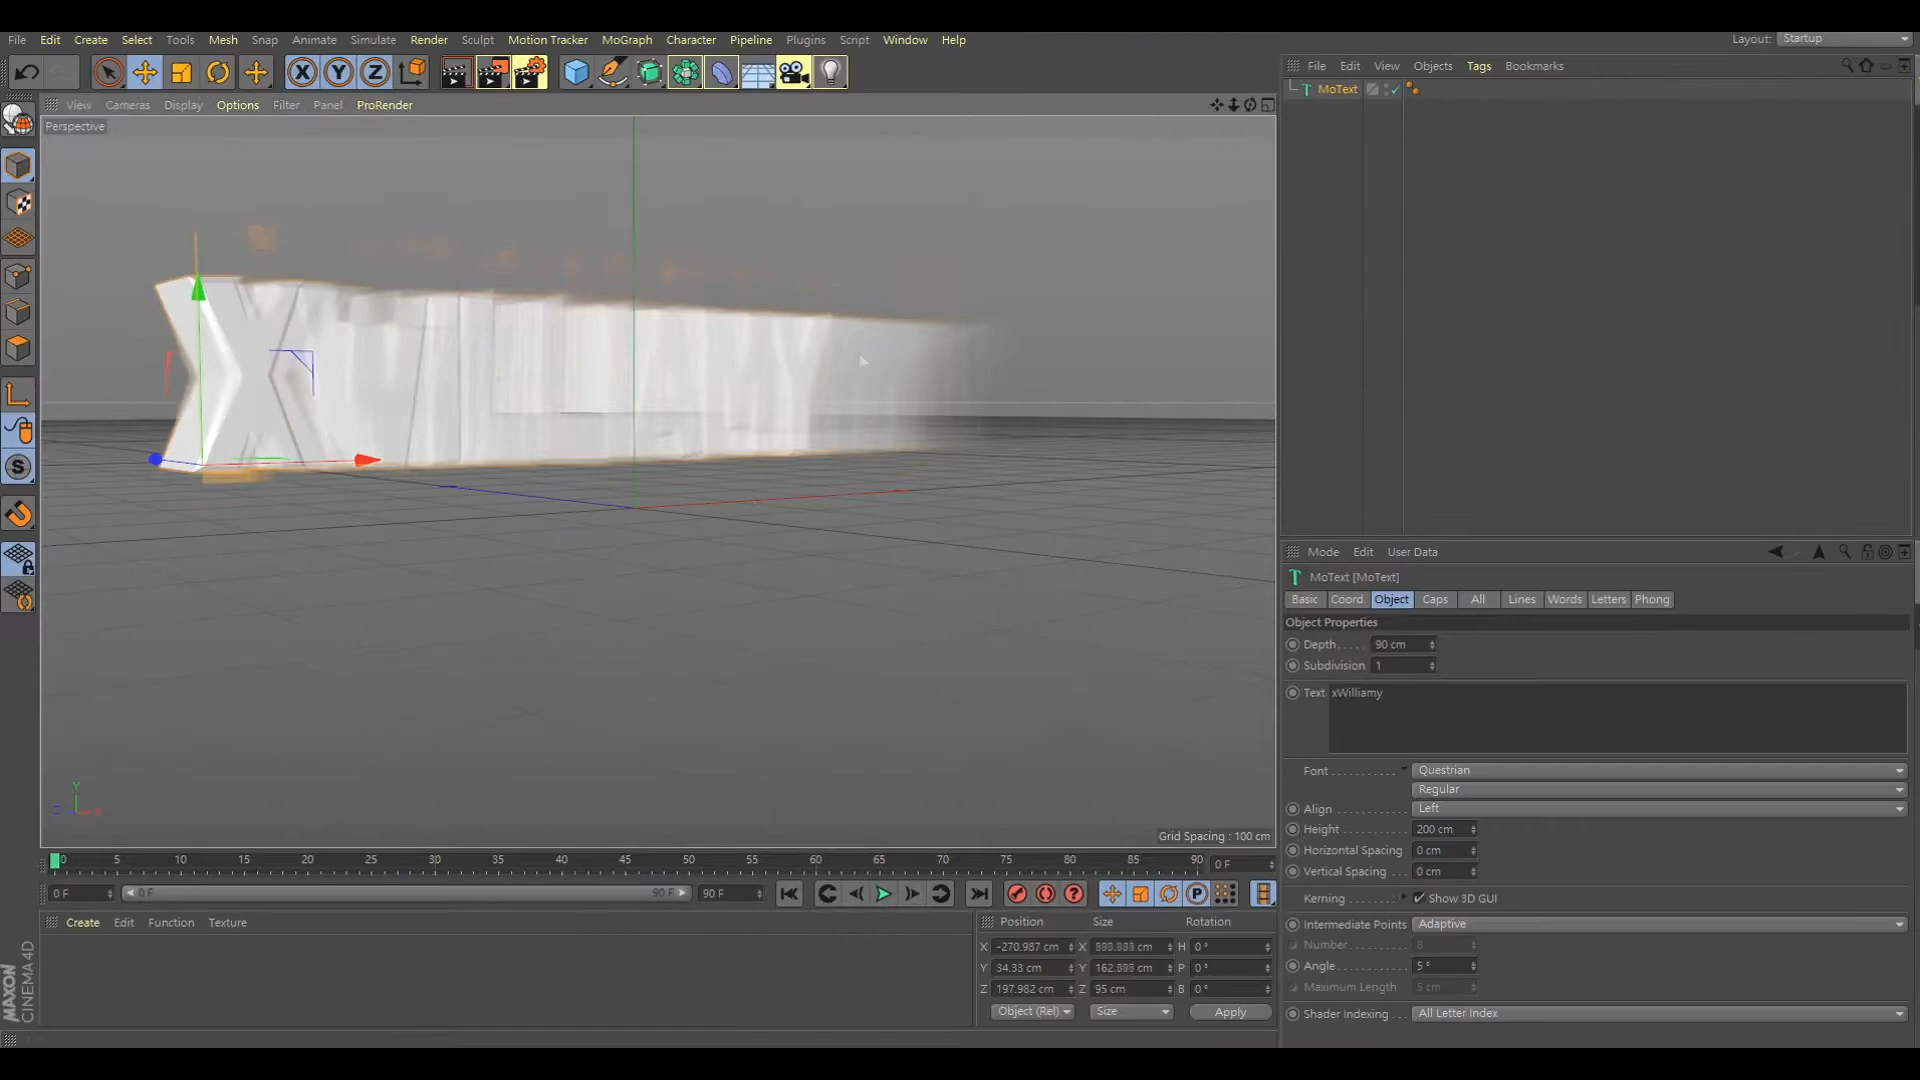 File Edit Create Select Tools Mesh Snap Animate Simulate Render Sculpt Motion Tracker MoGraph Character Pipeline Plugins Script Window Help
Layout: Startup
View Cameras Display Options Filter Panel ProRender
Perspective
File Edit View Objects Tags Bookmarks
MoText
Mode Edit User Data
MoText [MoText]
Basic Coord. Object Caps All Lines Words Letters Phong
Object Properties
Depth 90 cm
Subdivision 1
Text xWilliamy
Font Questrian
Regular
Align Left
Height 200 cm
Horizontal Spacing 0 cm
Vertical Spacing 0 cm
Kerning Show 3D GUI
Intermediate Points Adaptive
Number 8
Angle 5 °
Maximum Length 5 cm
Shader Indexing All Letter Index
Y
Z X
Grid Spacing : 100 cm
0 5 10 15 20 25 30 35 40 45 50 55 60 65 70 75 80 85 90 0 F
0 F 0 F 90 F 90 F
Create Edit Function Texture
Position Size Rotation
X -270.987 cm X H 0 °
Y 34.33 cm Y P 0 °
Z 197.982 cm Z 95 cm B 0 °
Object (Rel) Size Apply
MAXON
CINEMA 4D